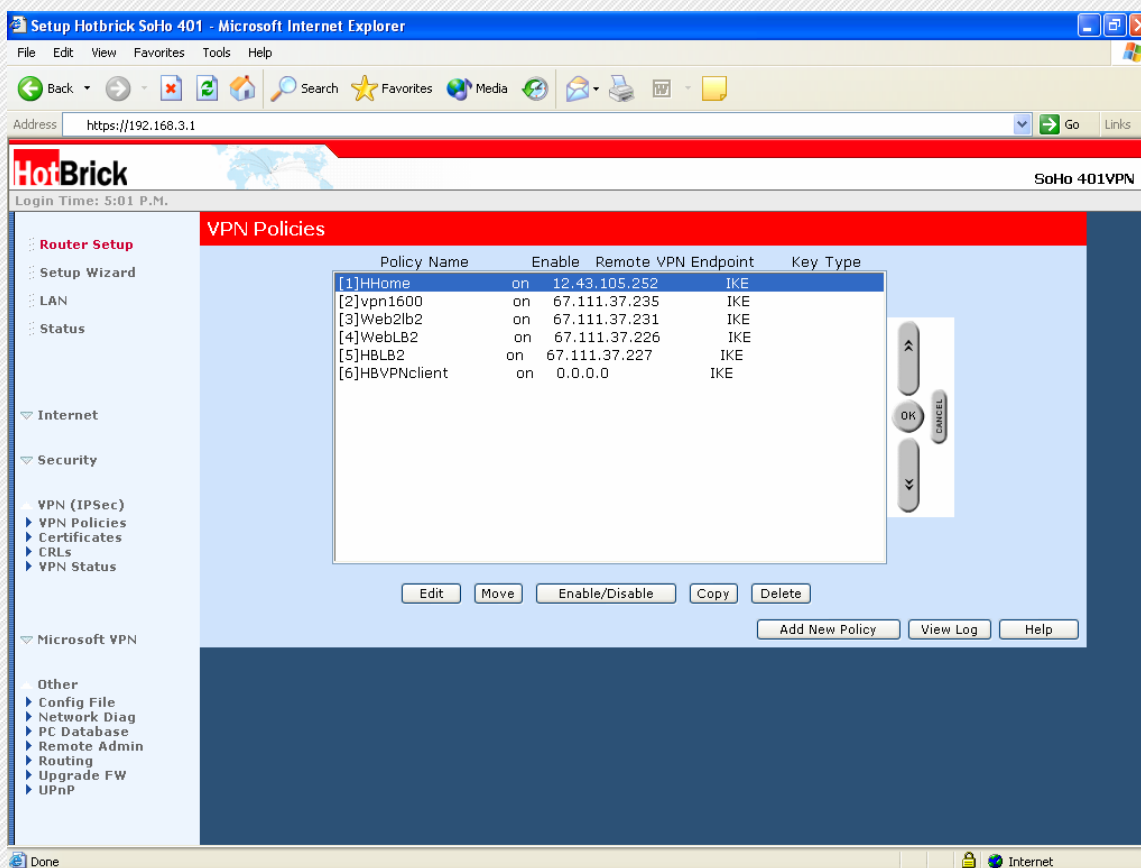 Setup Hotbrick SoHo 401 - Microsoft Internet Explorer
File Edit View Favorites Tools Help
Back Search Favorites Media
Address https://192.168.3.1 Go Links
HotBrick
SoHo 401VPN
Login Time: 5:01 P.M.
Router Setup
Setup Wizard
LAN
Status
Internet
Security
VPN (IPSec)
VPN Policies
Certificates
CRLs
VPN Status
Microsoft VPN
Other
Config File
Network Diag
PC Database
Remote Admin
Routing
Upgrade FW
UPnP
VPN Policies
Policy Name Enable Remote VPN Endpoint Key Type
[1]HHome on 12.43.105.252 IKE
[2]vpn1600 on 67.111.37.235 IKE
[3]Web2lb2 on 67.111.37.231 IKE
[4]WebLB2 on 67.111.37.226 IKE
[5]HBLB2 on 67.111.37.227 IKE
[6]HBVPNclient on 0.0.0.0 IKE
OK CANCEL
Edit Move Enable/Disable Copy Delete
Add New Policy View Log Help
Done Internet